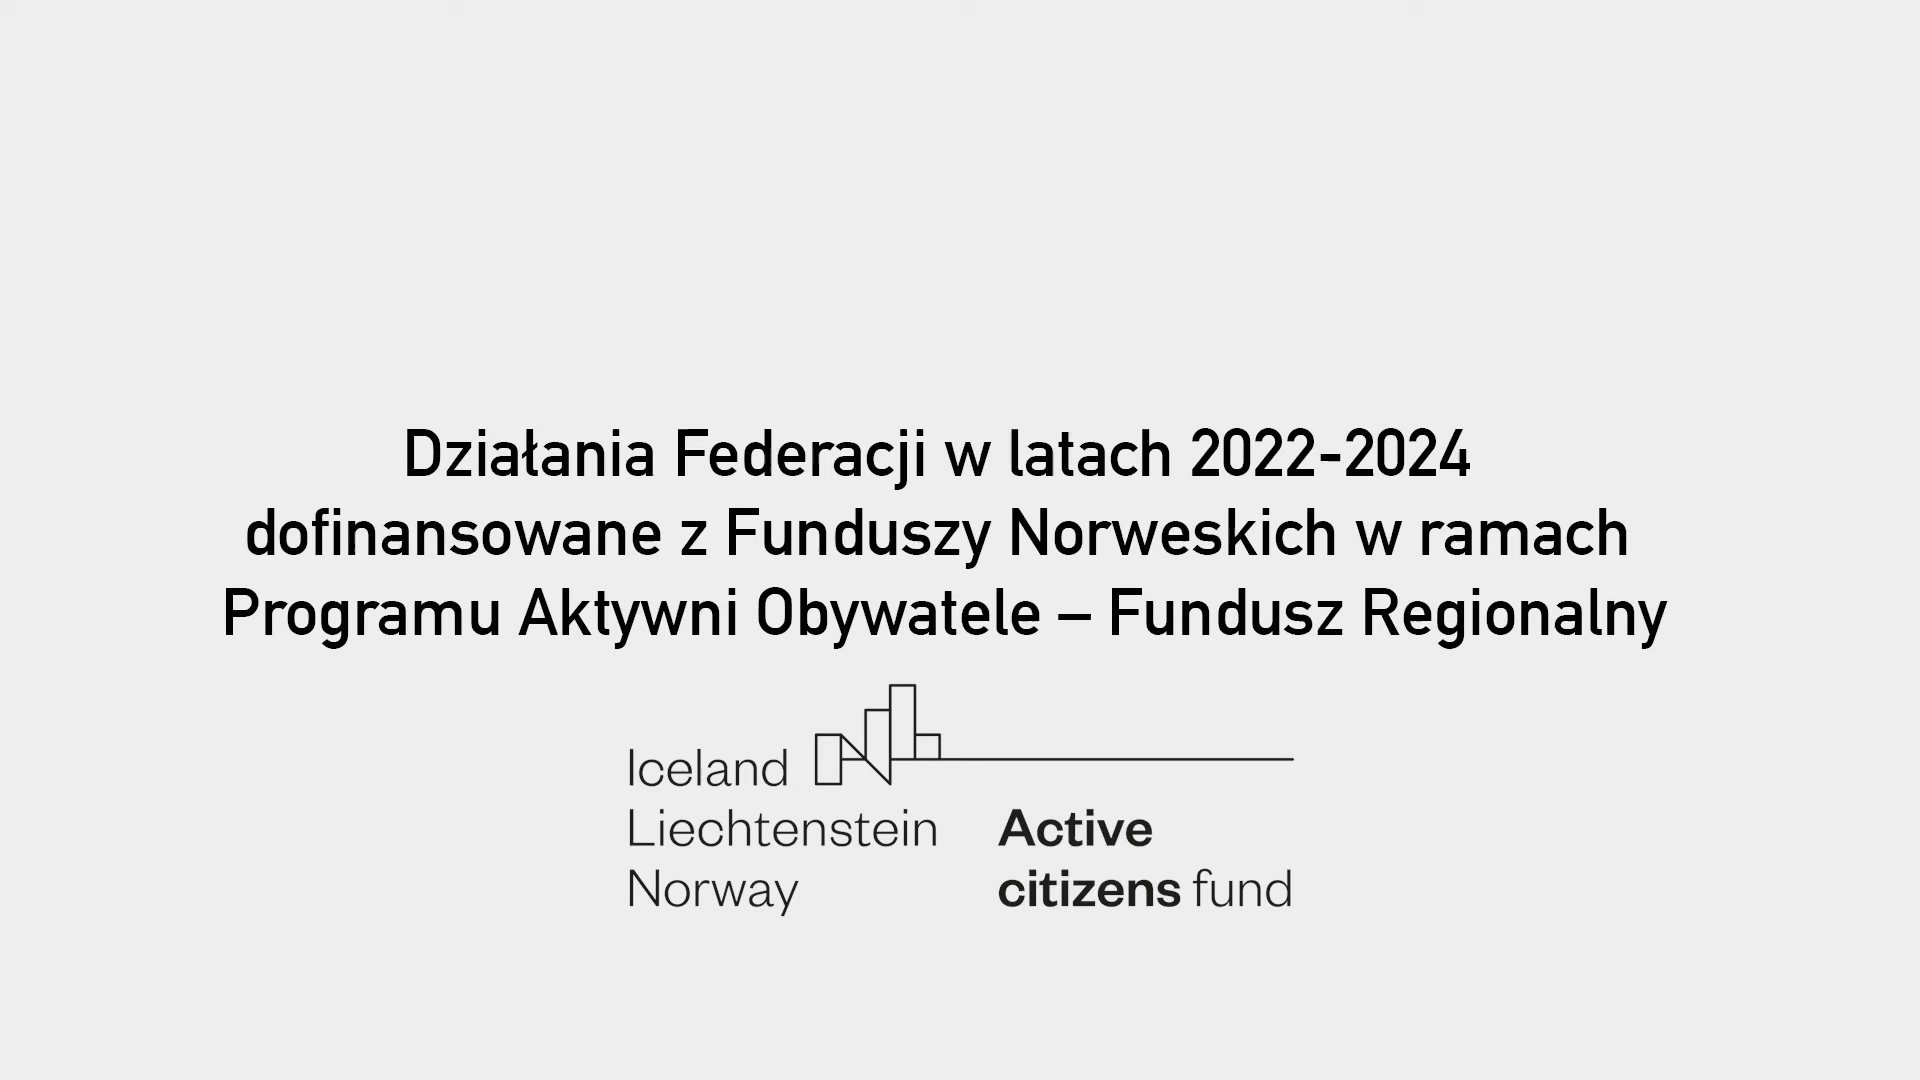 Działania Federacji w latach 2022-2024
dofinansowane z Funduszy Norweskich w ramach
Programu Aktywni Obywatele – Fundusz Regionalny
Iceland
Liechtenstein
Norway
Active
citizens fund